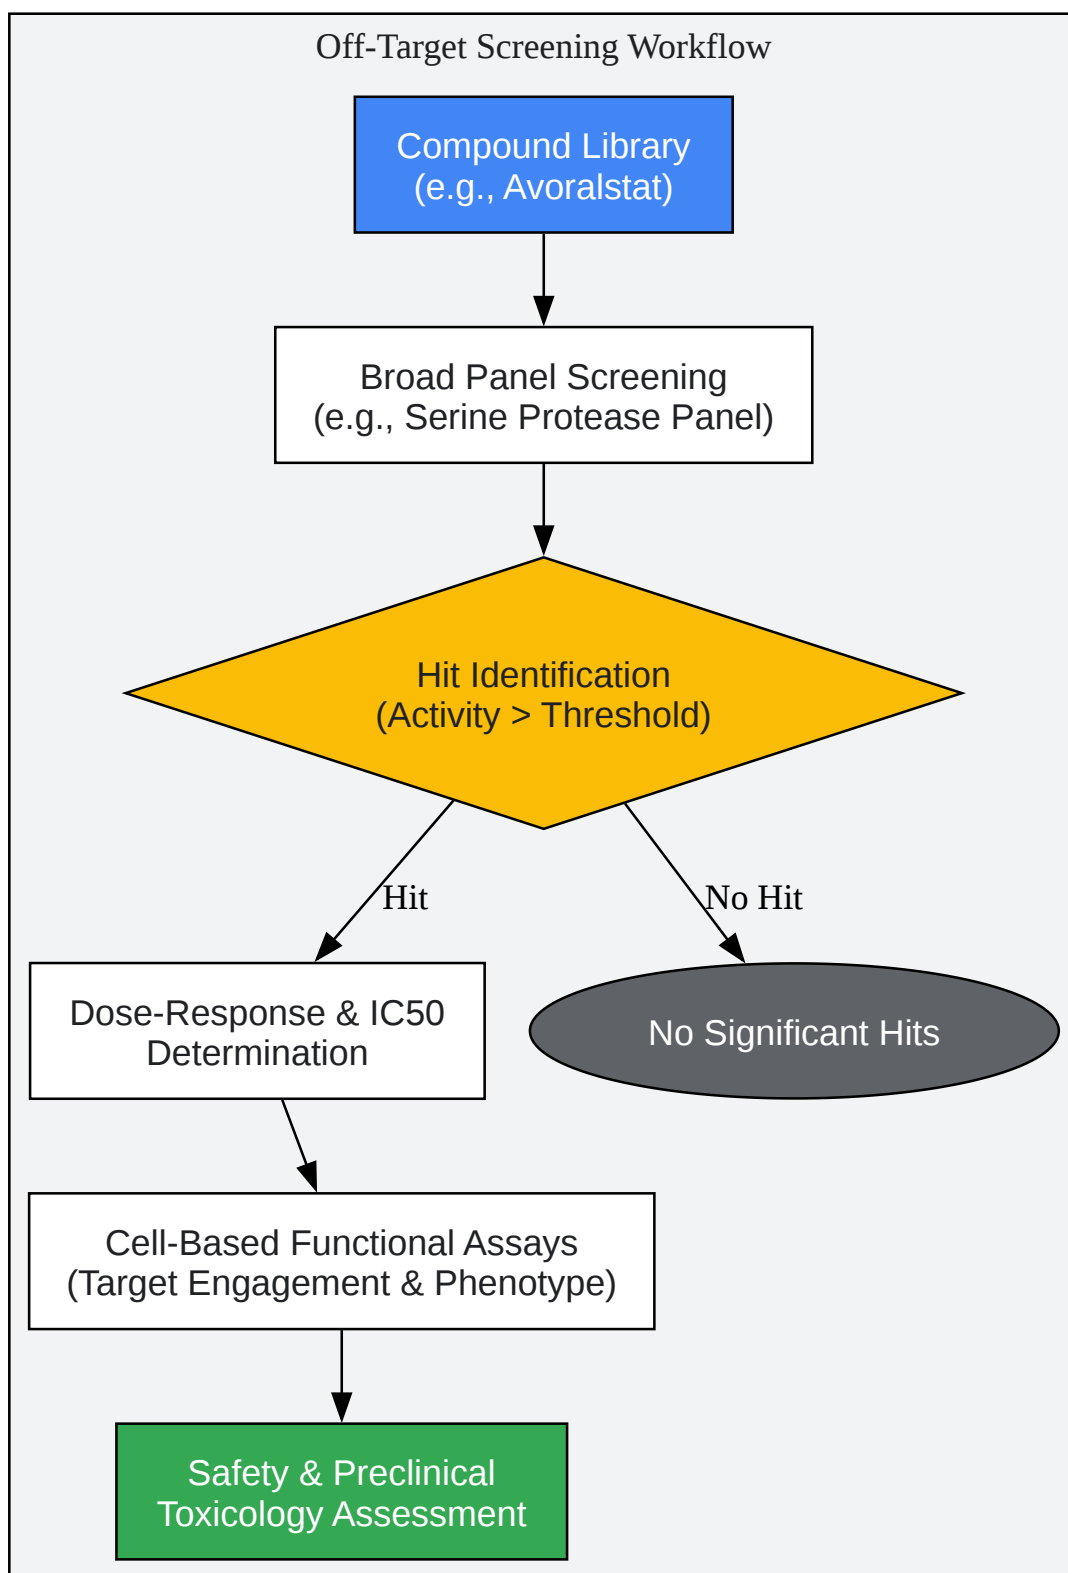 Off-Target Screening Workflow
Compound Library
(e.g., Avoralstat)
Broad Panel Screening
(e.g., Serine Protease Panel)
Hit Identification
(Activity > Threshold)
Hit
No Hit
Dose-Response & IC50
Determination
No Significant Hits
Cell-Based Functional Assays
(Target Engagement & Phenotype)
Safety & Preclinical
Toxicology Assessment